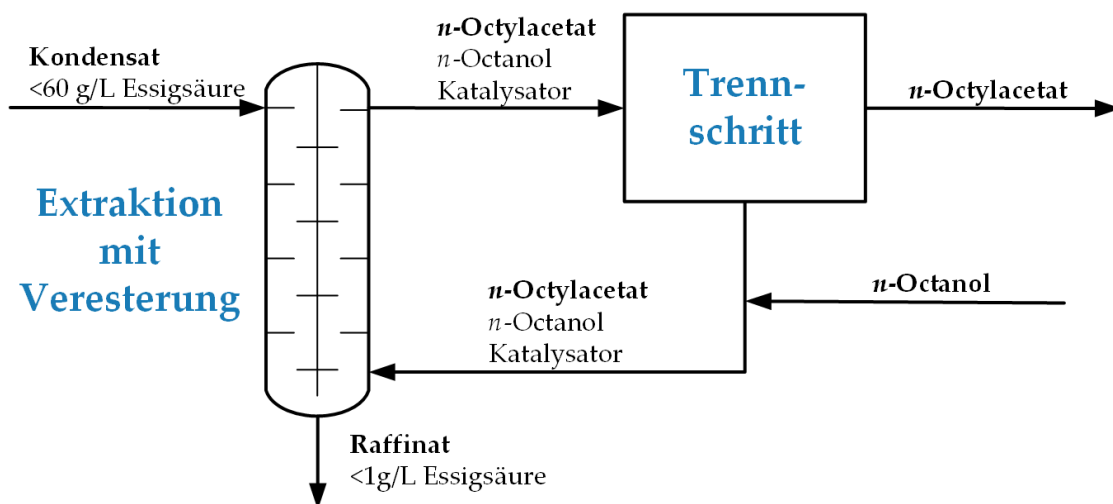 Kondensat
<60 g/L Essigsäure
Extraktion
mit
Veresterung
n-Octylacetat
n-Octanol
Katalysator
Trenn-
schritt
n-Octylacetat
n-Octanol
n-Octylacetat
n-Octanol
Katalysator
Raffinat
<1g/L Essigsäure